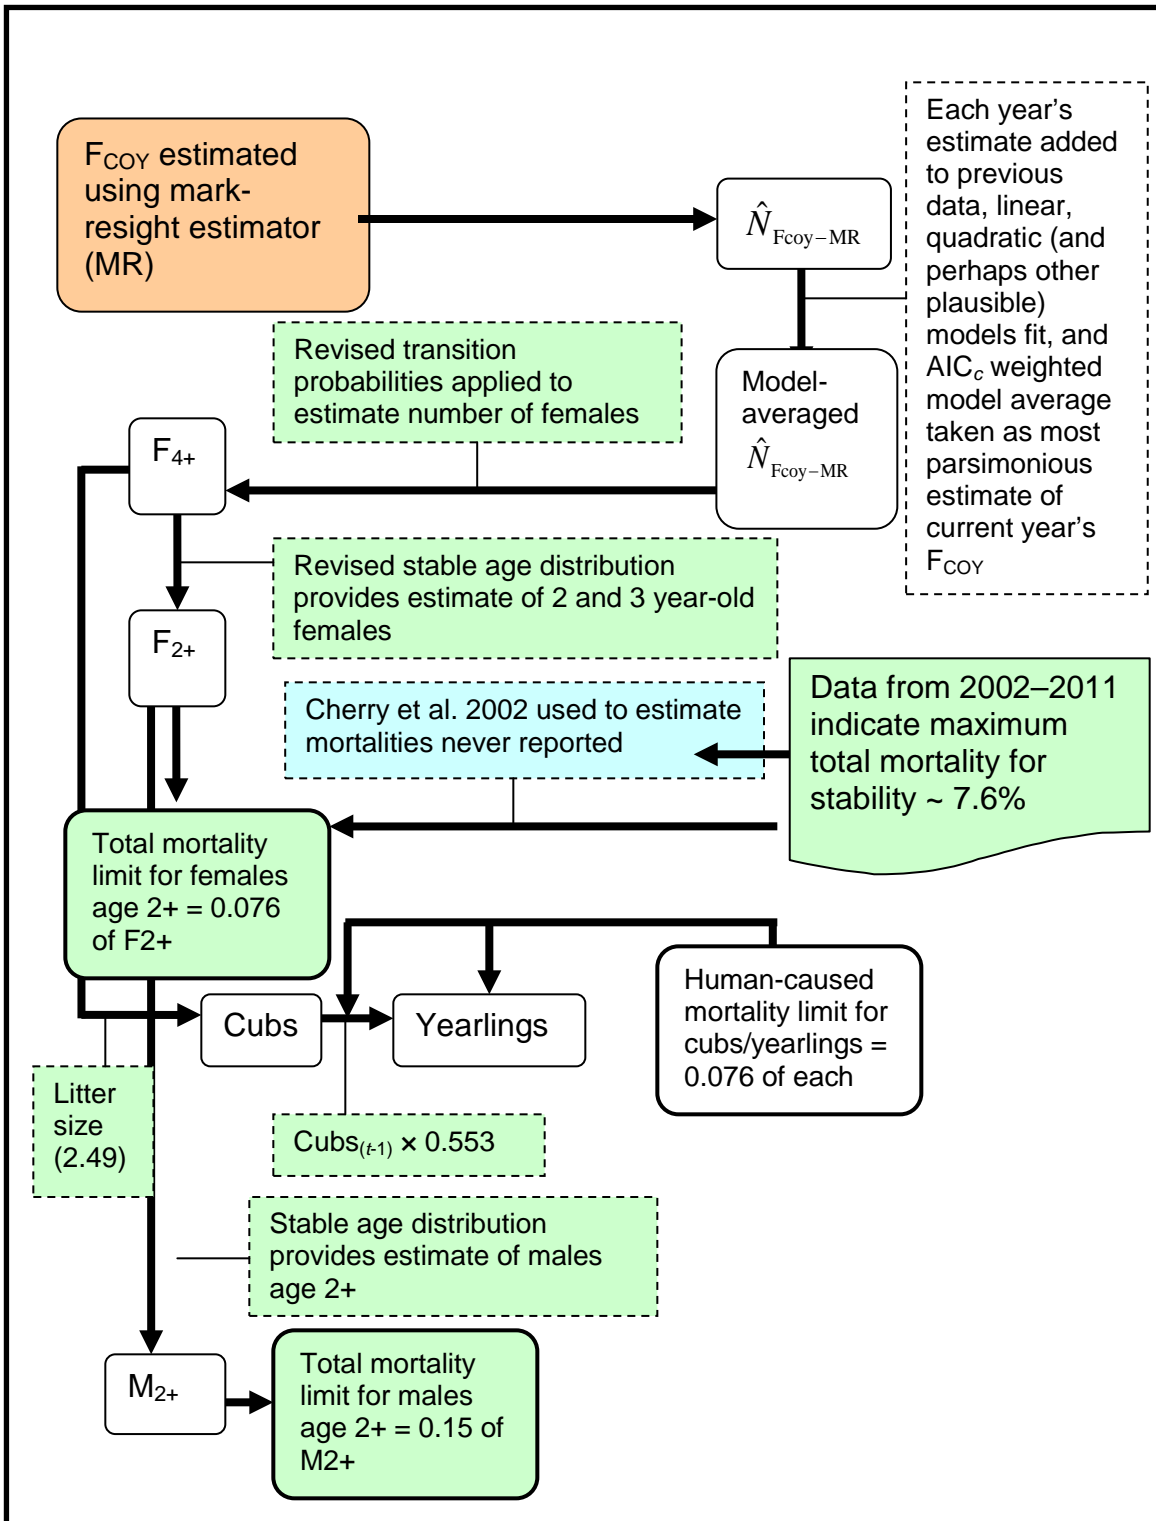 F_COY estimated
using mark-
resight estimator
(MR)
N̂_Fcoy−MR
Each year’s
estimate added
to previous
data, linear,
quadratic (and
perhaps other
plausible)
models fit, and
AIC_c weighted
model average
taken as most
parsimonious
estimate of
current year’s
F_COY
Revised transition
probabilities applied to
estimate number of females
Model-
averaged
N̂_Fcoy−MR
F_4+
Revised stable age distribution
provides estimate of 2 and 3 year-old
females
F_2+
Cherry et al. 2002 used to estimate
mortalities never reported
Data from 2002–2011
indicate maximum
total mortality for
stability ~ 7.6%
Total mortality
limit for females
age 2+ = 0.076
of F2+
Cubs
Yearlings
Human-caused
mortality limit for
cubs/yearlings =
0.076 of each
Litter
size
(2.49)
Cubs_(t-1) × 0.553
Stable age distribution
provides estimate of males
age 2+
M_2+
Total mortality
limit for males
age 2+ = 0.15 of
M2+